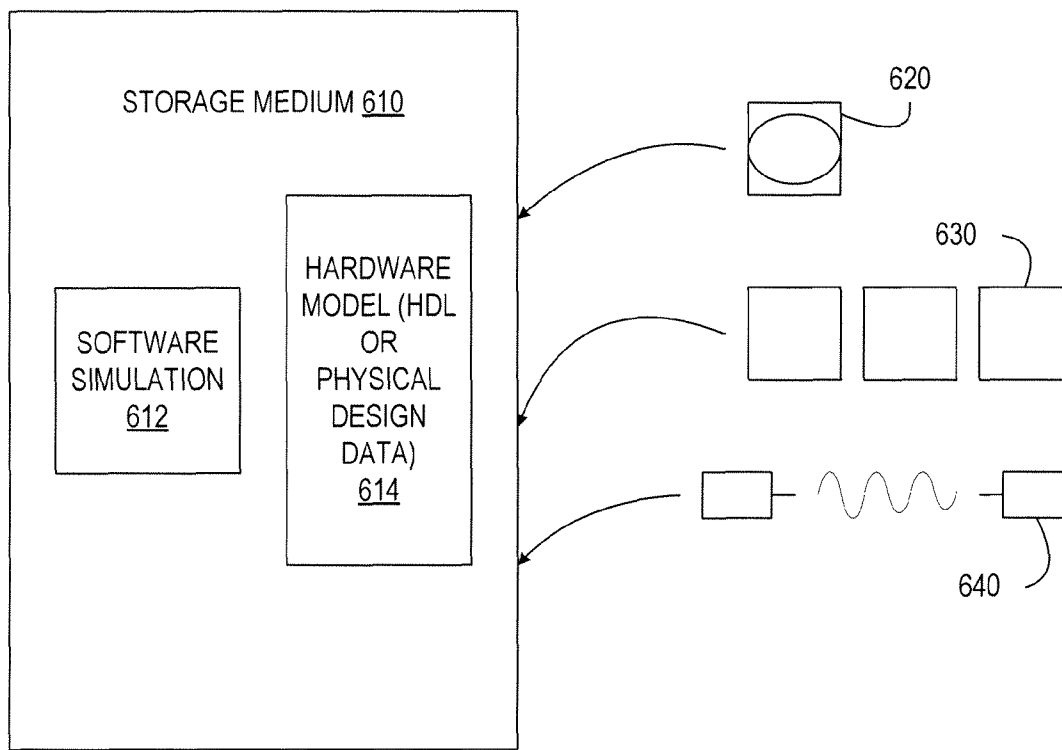 STORAGE MEDIUM 610
SOFTWARE
SIMULATION
612
HARDWARE
MODEL (HDL
OR
PHYSICAL
DESIGN
DATA)
614
620
630
640